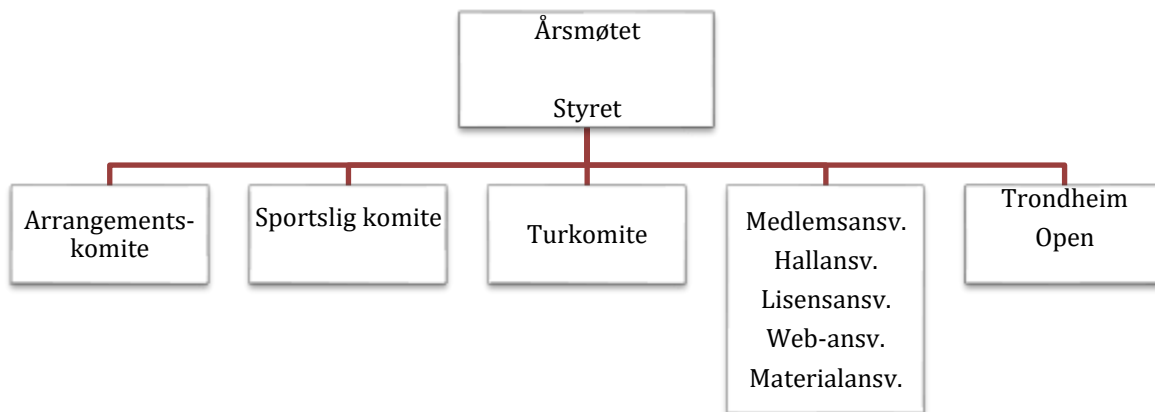 Årsmøtet
Styret
Arrangements-
komite
Sportslig komite
Turkomite
Medlemsansv.
Hallansv.
Lisensansv.
Web-ansv.
Materialansv.
Trondheim
Open